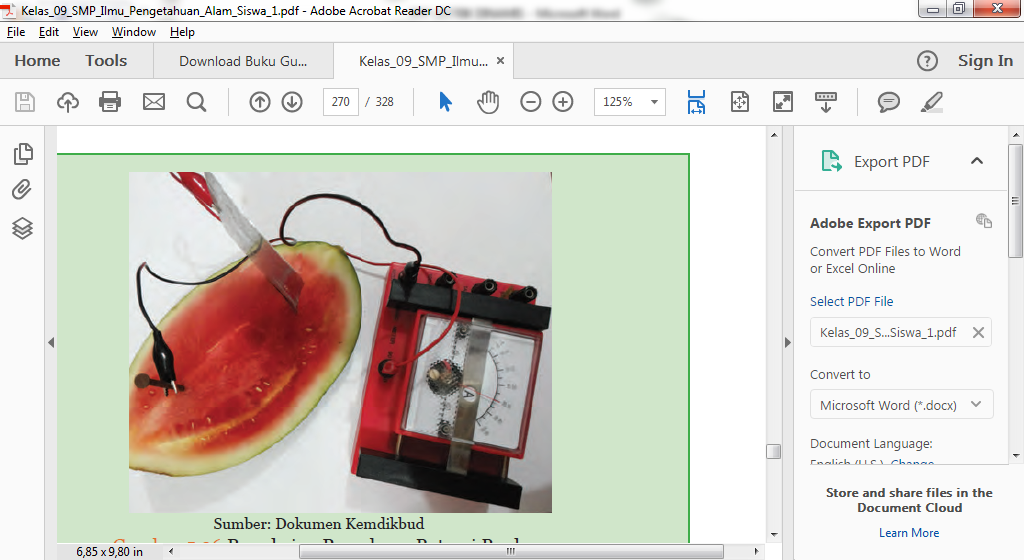 Kelas_09_SMP_Ilmu_Pengetahuan_Alam_Siswa_1.pdf - Adobe Acrobat Reader DC
File Edit View Window Help
Home Tools Download Buku Gu... Kelas_09_SMP_Ilmu... × Sign In
270 / 328 125%
Export PDF
Adobe Export PDF
Convert PDF Files to Word
or Excel Online
Select PDF File
Kelas_09_S...Siswa_1.pdf
Convert to
Microsoft Word (*.docx)
Document Language:
English (U.S.) Change
Store and share files in the
Document Cloud
Learn More
A
Sumber: Dokumen Kemdikbud
6,85 x 9,80 in